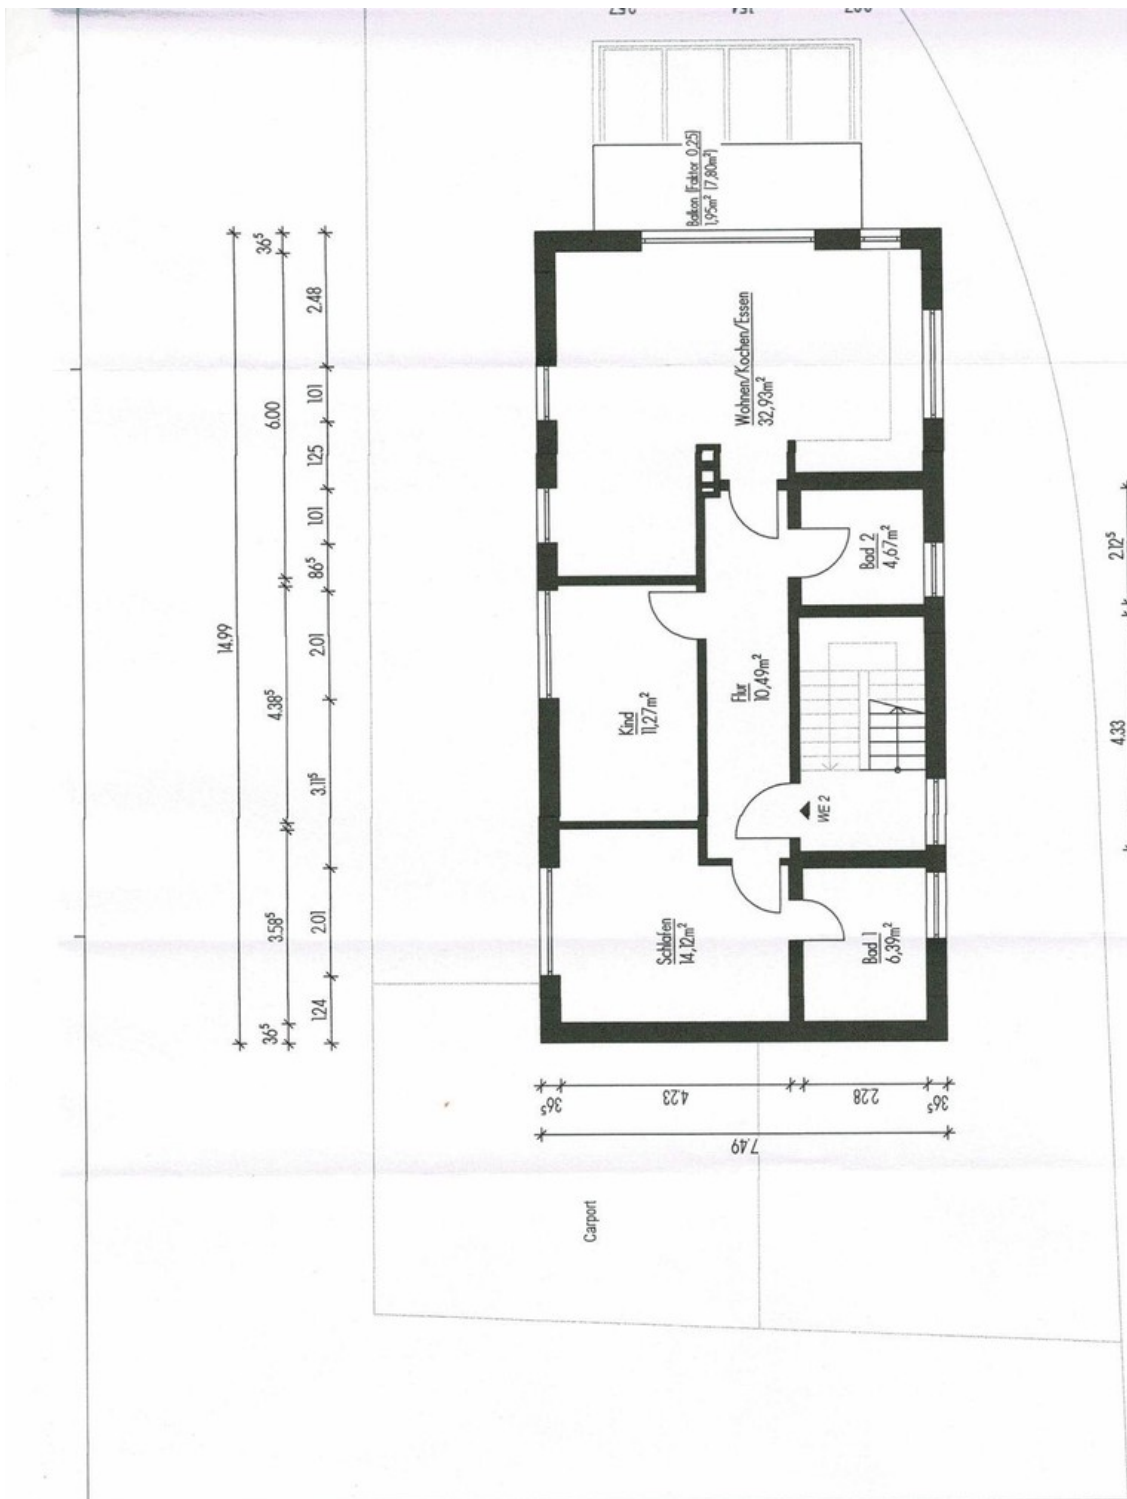 Balkon (Faktor 0,25)
1,95m² (7,80m²)
Wohnen/Kochen/Essen
32,93m²
Bad 2
4,67m²
Kind
11,27m²
Flur
10,49m²
WE 2
Schlafen
14,12m²
Bad 1
6,39m²
Carport
14.99
36⁵
3.58⁵
4.38⁵
6.00
36⁵
1.24
2.01
3.11⁵
2.01
86⁵
1.01
1.25
1.01
2.48
36⁵
4.23
2.28
36⁵
7.49
4.33
2.12⁵